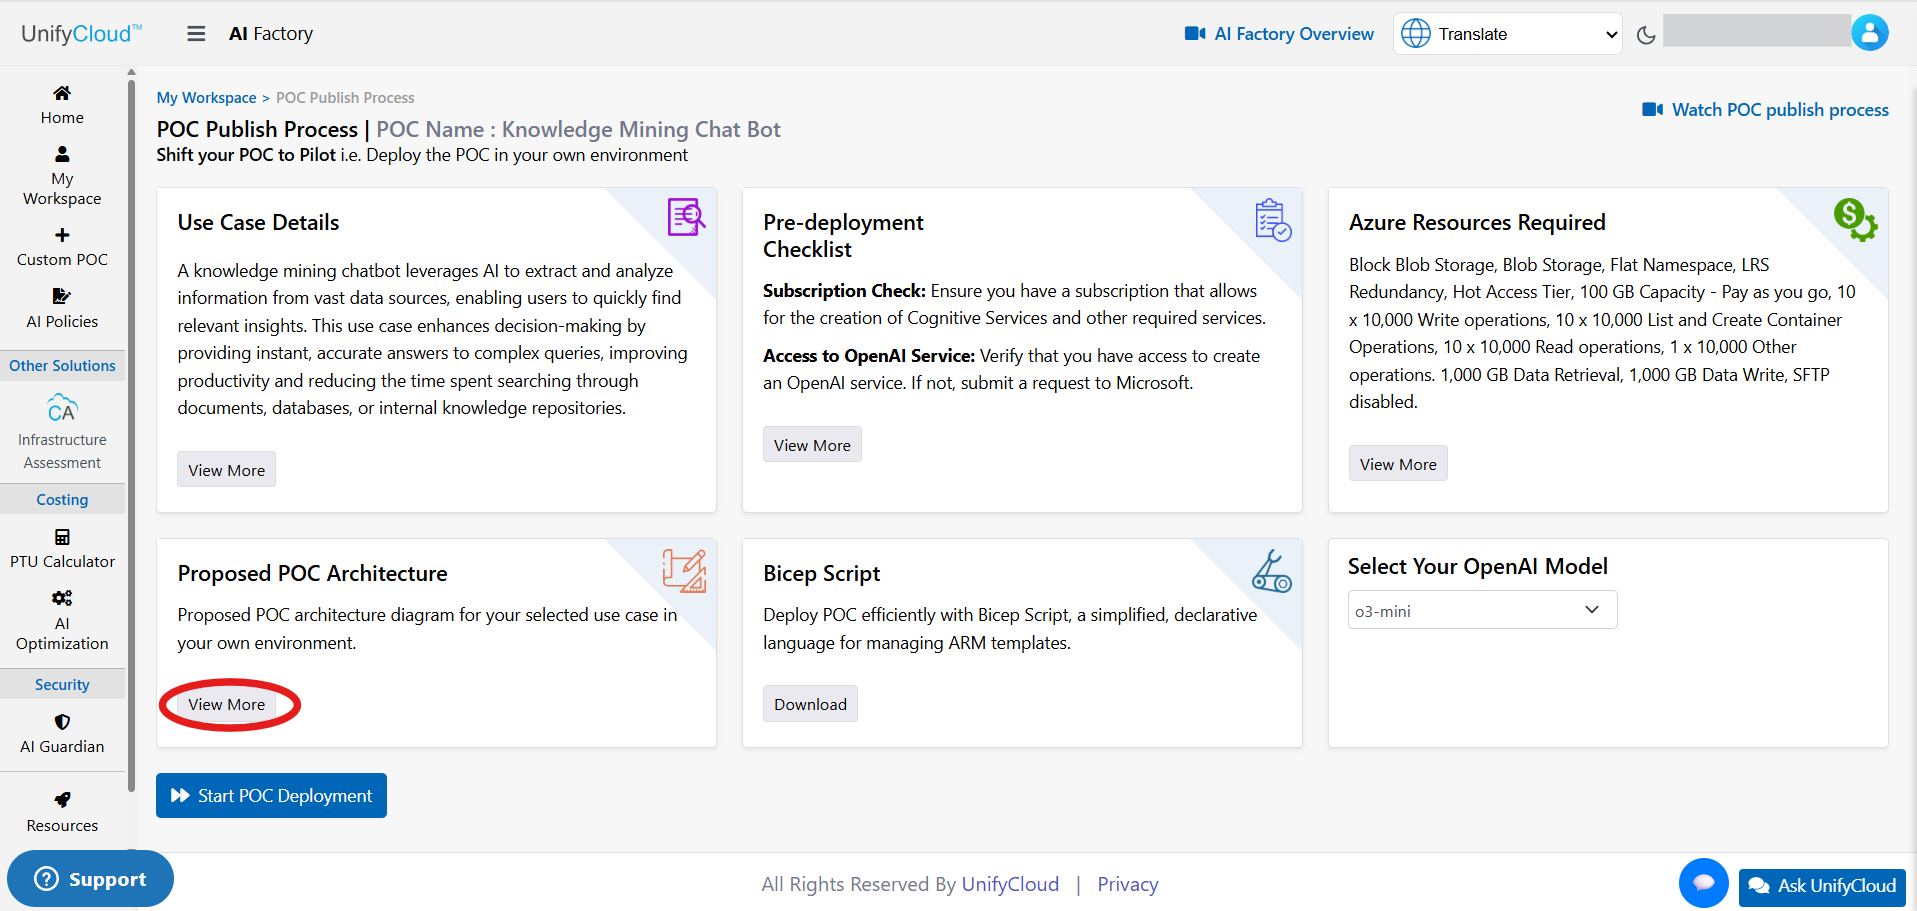 UnifyCloud™
AI Factory
AI Factory Overview
Translate
Home
My
Workspace
Custom POC
AI Policies
Other Solutions
CA
Infrastructure
Assessment
Costing
PTU Calculator
AI
Optimization
Security
AI Guardian
Resources
Support
My Workspace > POC Publish Process
POC Publish Process | POC Name : Knowledge Mining Chat Bot
Shift your POC to Pilot i.e. Deploy the POC in your own environment
Watch POC publish process
Use Case Details
A knowledge mining chatbot leverages AI to extract and analyze
information from vast data sources, enabling users to quickly find
relevant insights. This use case enhances decision-making by
providing instant, accurate answers to complex queries, improving
productivity and reducing the time spent searching through
documents, databases, or internal knowledge repositories.
View More
Pre-deployment
Checklist
Subscription Check: Ensure you have a subscription that allows
for the creation of Cognitive Services and other required services.
Access to OpenAI Service: Verify that you have access to create
an OpenAI service. If not, submit a request to Microsoft.
View More
Azure Resources Required
Block Blob Storage, Blob Storage, Flat Namespace, LRS
Redundancy, Hot Access Tier, 100 GB Capacity - Pay as you go, 10
x 10,000 Write operations, 10 x 10,000 List and Create Container
Operations, 10 x 10,000 Read operations, 1 x 10,000 Other
operations. 1,000 GB Data Retrieval, 1,000 GB Data Write, SFTP
disabled.
View More
Proposed POC Architecture
Proposed POC architecture diagram for your selected use case in
your own environment.
View More
Bicep Script
Deploy POC efficiently with Bicep Script, a simplified, declarative
language for managing ARM templates.
Download
Select Your OpenAI Model
o3-mini
Start POC Deployment
All Rights Reserved By UnifyCloud | Privacy
Ask UnifyCloud